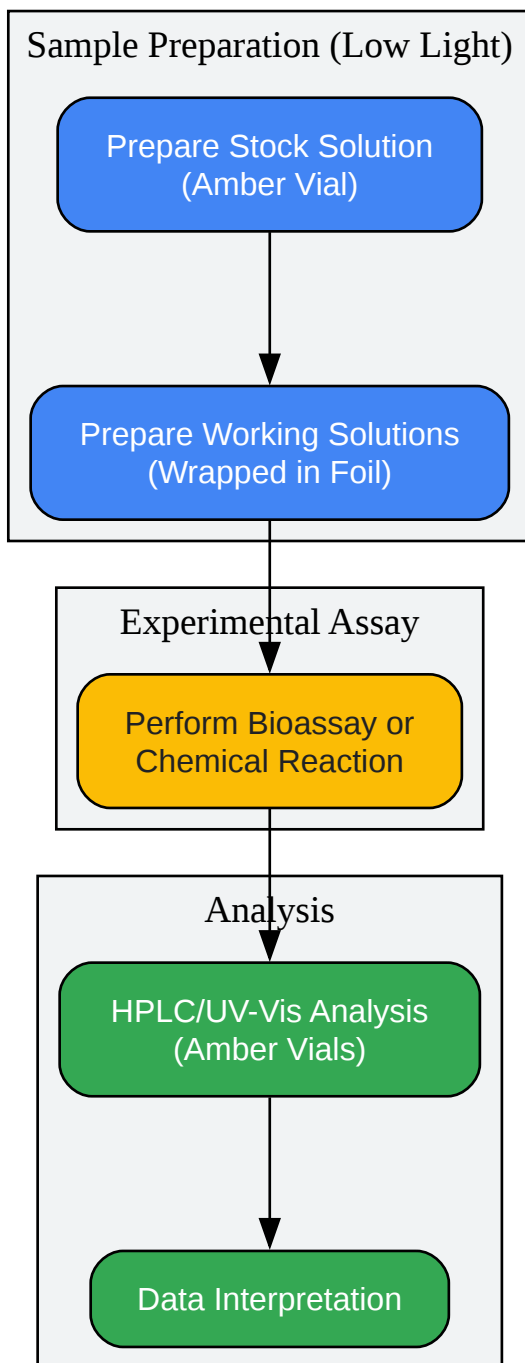 Sample Preparation (Low Light)
Prepare Stock Solution
(Amber Vial)
Prepare Working Solutions
(Wrapped in Foil)
Experimental Assay
Perform Bioassay or
Chemical Reaction
Analysis
HPLC/UV-Vis Analysis
(Amber Vials)
Data Interpretation